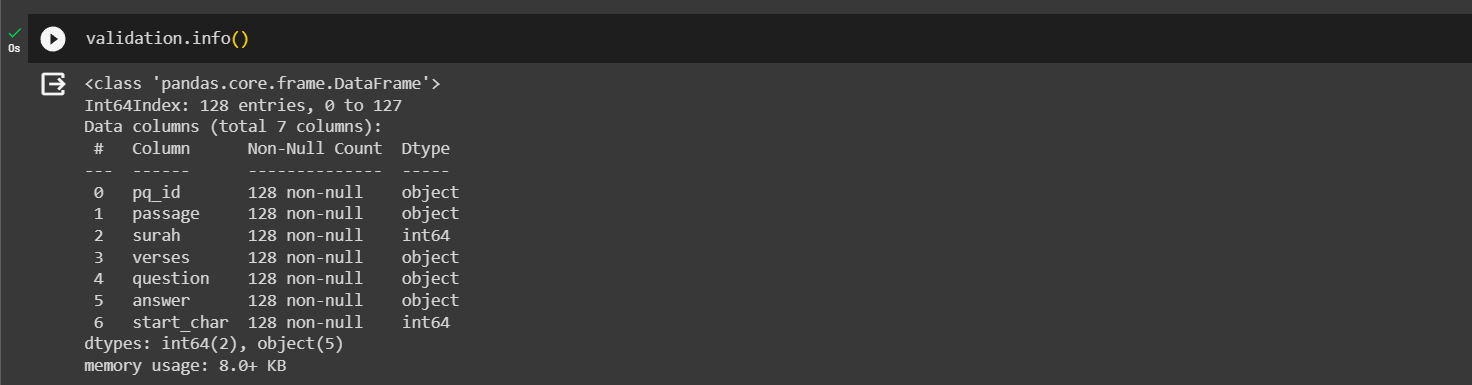 validation.info()
0s
<class 'pandas.core.frame.DataFrame'>
Int64Index: 128 entries, 0 to 127
Data columns (total 7 columns):
 #   Column      Non-Null Count  Dtype
---  ------      --------------  -----
 0   pq_id       128 non-null    object
 1   passage     128 non-null    object
 2   surah       128 non-null    int64
 3   verses      128 non-null    object
 4   question    128 non-null    object
 5   answer      128 non-null    object
 6   start_char  128 non-null    int64
dtypes: int64(2), object(5)
memory usage: 8.0+ KB